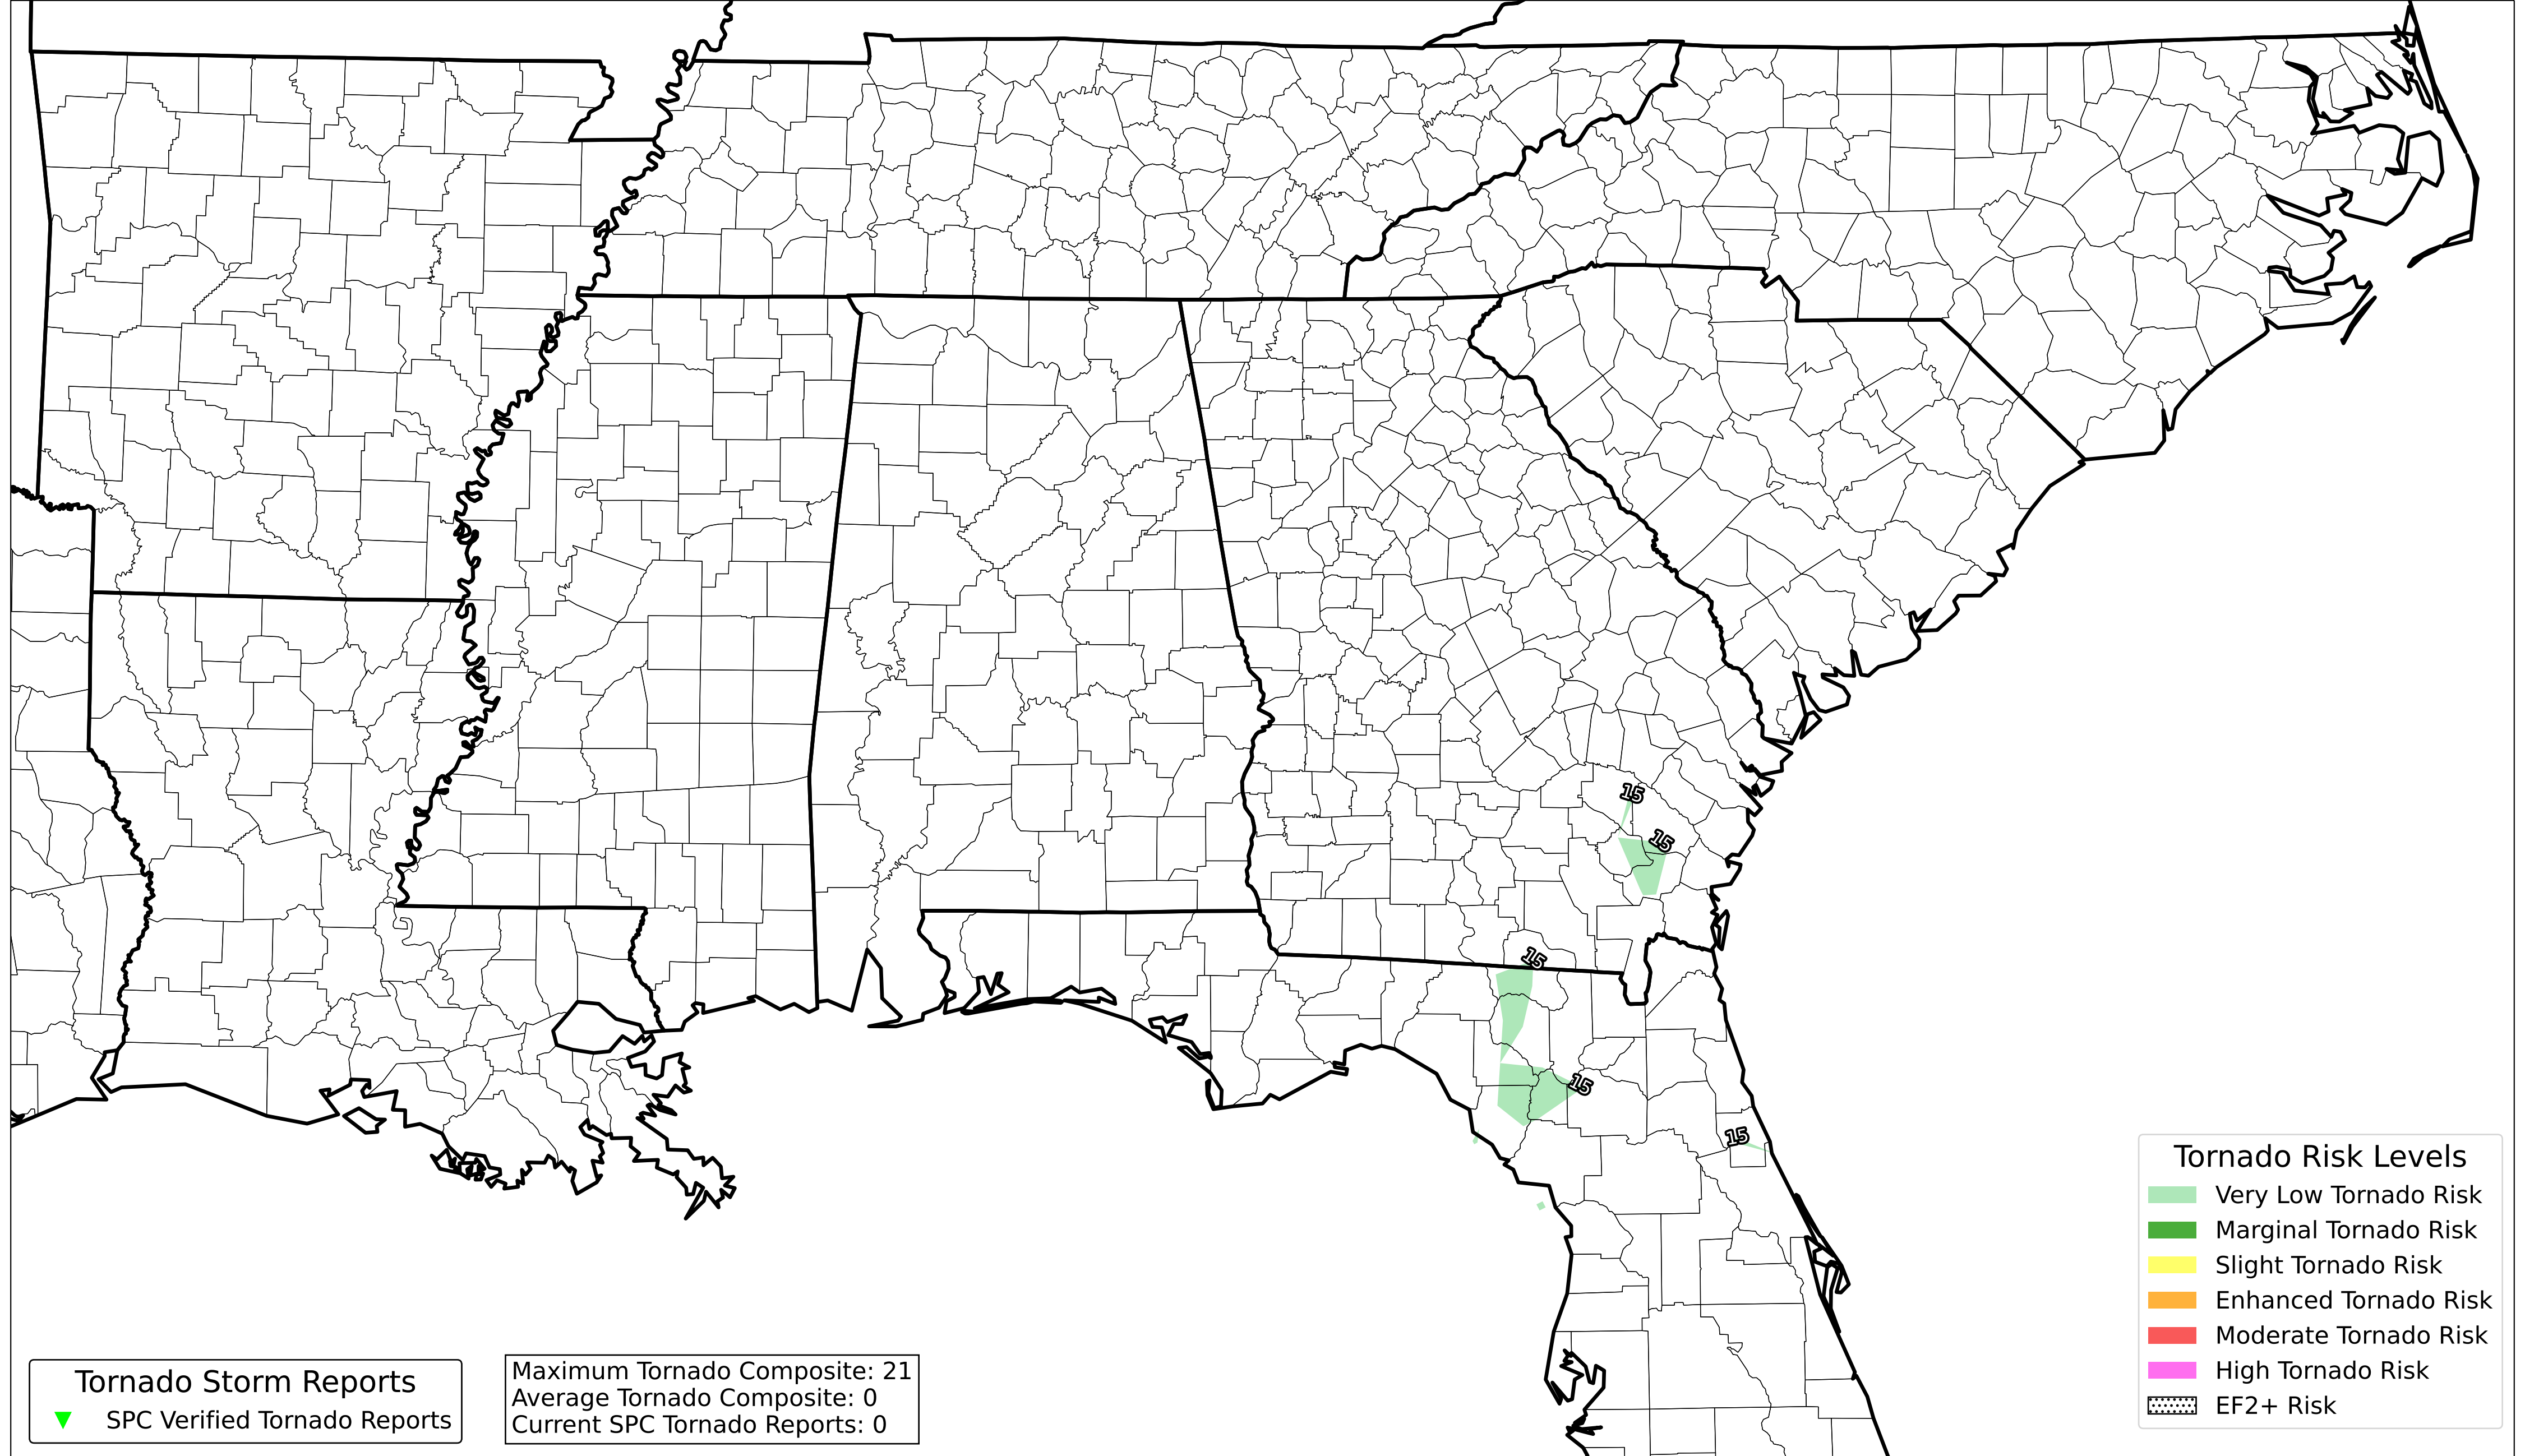 15
15
15
15
15
Tornado Risk Levels
Very Low Tornado Risk
Marginal Tornado Risk
Slight Tornado Risk
Enhanced Tornado Risk
Moderate Tornado Risk
High Tornado Risk
EF2+ Risk
Tornado Storm Reports
SPC Verified Tornado Reports
Maximum Tornado Composite: 21
Average Tornado Composite: 0
Current SPC Tornado Reports: 0